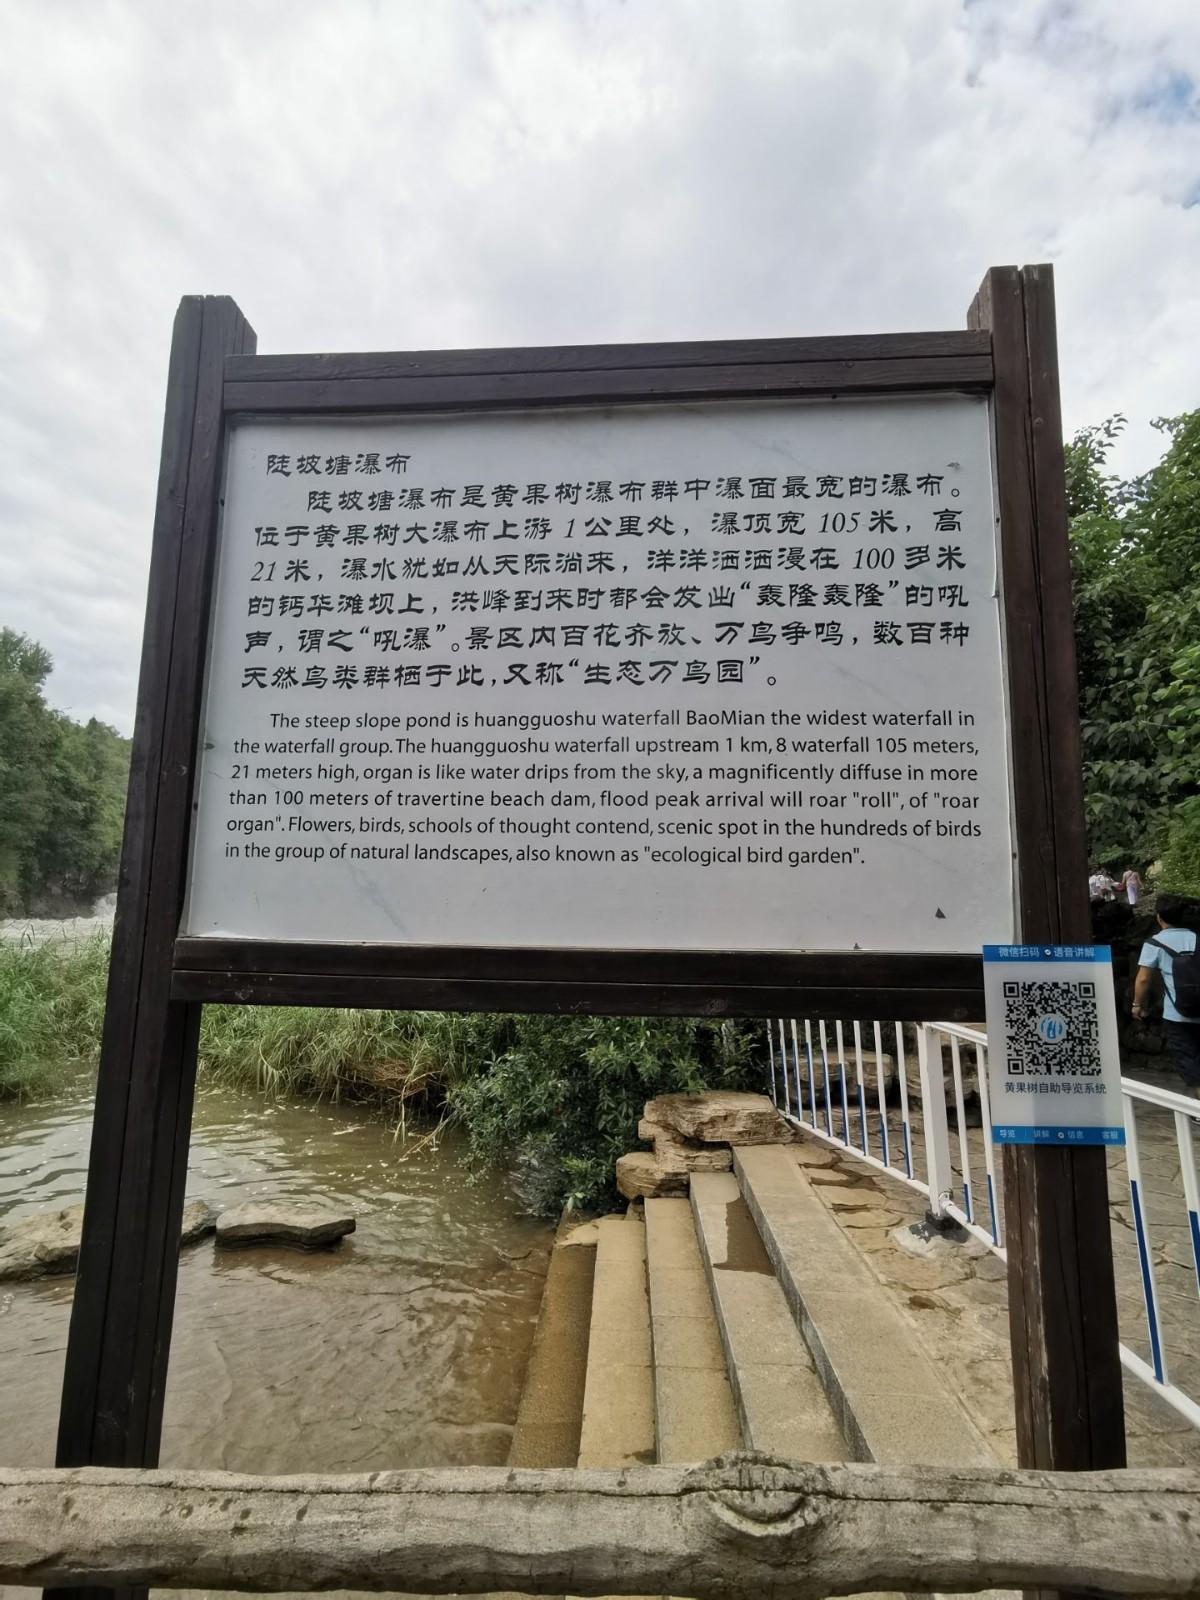 陡坡塘瀑布
陡坡塘瀑布是黄果树瀑布群中瀑面最宽的瀑布。
位于黄果树大瀑布上游 1 公里处，瀑顶宽 105 米，高
21 米，瀑水犹如从天际淌来，洋洋洒洒漫在 100 多米
的钙华滩坝上，洪峰到来时都会发出“轰隆轰隆”的吼
声，谓之“吼瀑”。景区内百花齐放、万鸟争鸣，数百种
天然鸟类群栖于此，又称“生态万鸟园”。
The steep slope pond is huangguoshu waterfall BaoMian the widest waterfall in
the waterfall group. The huangguoshu waterfall upstream 1 km, 8 waterfall 105 meters,
21 meters high, organ is like water drips from the sky, a magnificently diffuse in more
than 100 meters of travertine beach dam, flood peak arrival will roar "roll", of "roar
organ". Flowers, birds, schools of thought contend, scenic spot in the hundreds of birds
in the group of natural landscapes, also known as "ecological bird garden".
微信扫码 语音讲解
黄果树自助导览系统
导览 讲解 信息 客服